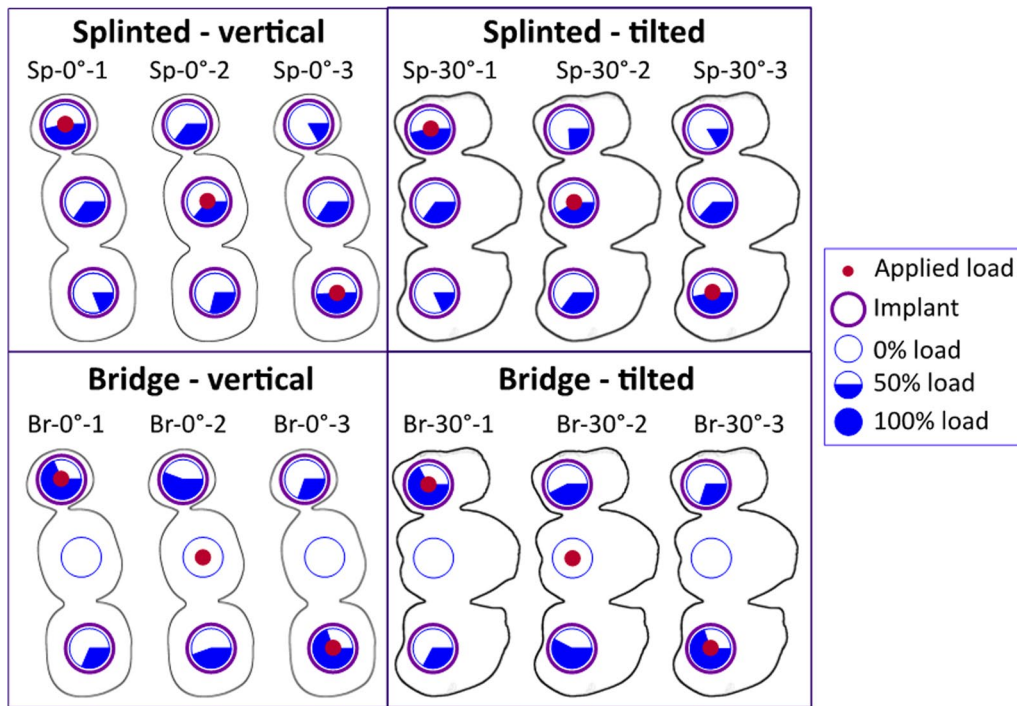 Splinted - vertical
Sp-0°-1 Sp-0°-2 Sp-0°-3
Splinted - tilted
Sp-30°-1 Sp-30°-2 Sp-30°-3
Bridge - vertical
Br-0°-1 Br-0°-2 Br-0°-3
Bridge - tilted
Br-30°-1 Br-30°-2 Br-30°-3
Applied load
Implant
0% load
50% load
100% load